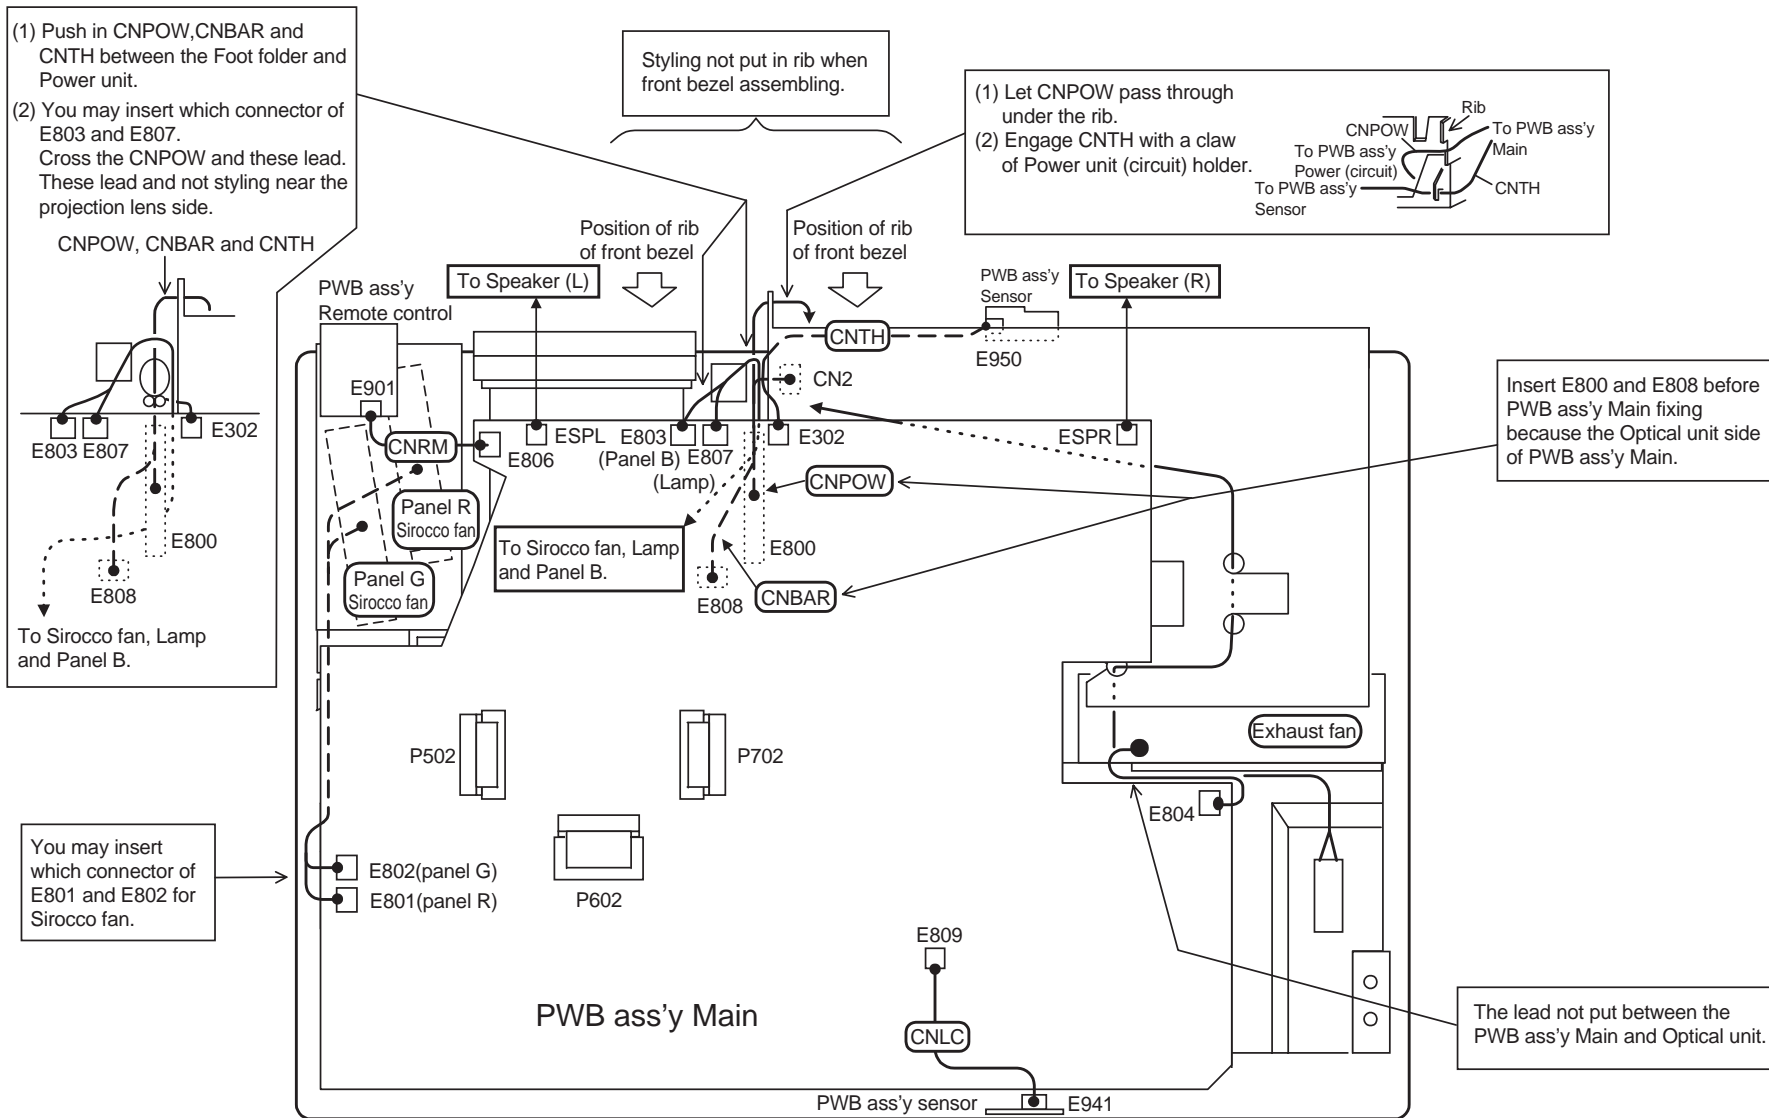 (1) Push in CNPOW,CNBAR and
CNTH between the Foot folder and
Power unit.
(2) You may insert which connector of
E803 and E807.
Cross the CNPOW and these lead.
These lead and not styling near the
projection lens side.
CNPOW, CNBAR and CNTH
E803
E807
E302
E800
E808
To Sirocco fan, Lamp
and Panel B.
Styling not put in rib when
front bezel assembling.
(1) Let CNPOW pass through
under the rib.
(2) Engage CNTH with a claw
of Power unit (circuit) holder.
Rib
CNPOW
To PWB ass'y
Main
To PWB ass'y
Power (circuit)
To PWB ass'y
Sensor
CNTH
Position of rib
of front bezel
Position of rib
of front bezel
PWB ass'y
Remote control
To Speaker (L)
PWB ass'y
Sensor
To Speaker (R)
CNTH
E950
CN2
E901
CNRM
E806
ESPL
E803
(Panel B)
E807
(Lamp)
E302
ESPR
CNPOW
Panel R
Sirocco fan
Panel G
Sirocco fan
To Sirocco fan, Lamp
and Panel B.
E800
E808
CNBAR
Insert E800 and E808 before
PWB ass'y Main fixing
because the Optical unit side
of PWB ass'y Main.
P502
P702
Exhaust fan
E804
You may insert
which connector of
E801 and E802 for
Sirocco fan.
E802(panel G)
E801(panel R)
P602
E809
PWB ass'y Main
CNLC
The lead not put between the
PWB ass'y Main and Optical unit.
PWB ass'y sensor
E941